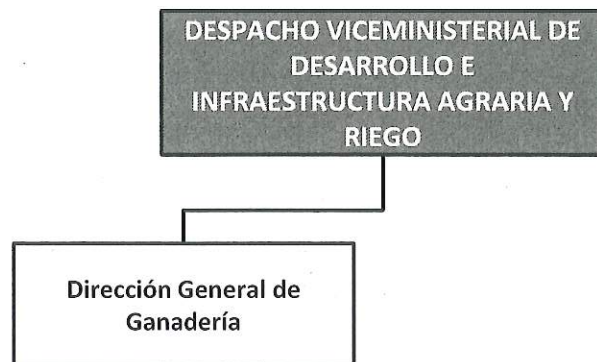 DESPACHO VICEMINISTERIAL DE
DESARROLLO E
INFRAESTRUCTURA AGRARIA Y
RIEGO
Dirección General de
Ganadería